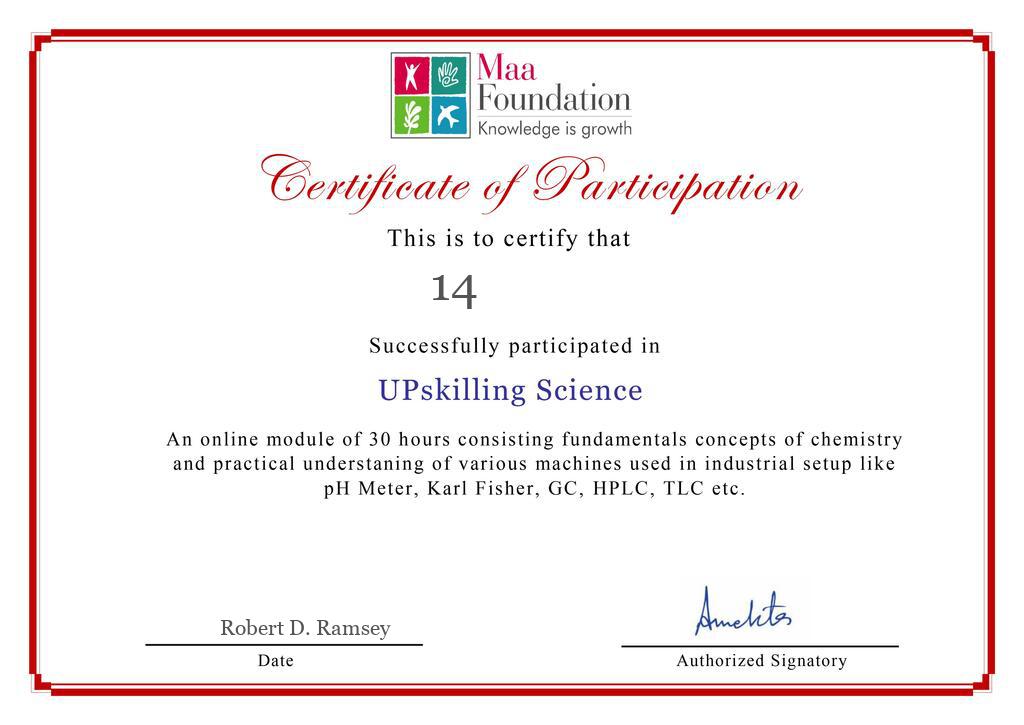 Maa
Foundation
Knowledge is growth
Certificate of Participation
This is to certify that
14
Successfully participated in
UPskilling Science
An online module of 30 hours consisting fundamentals concepts of chemistry
and practical understaning of various machines used in industrial setup like
pH Meter, Karl Fisher, GC, HPLC, TLC etc.
Robert D. Ramsey
Date
Authorized Signatory